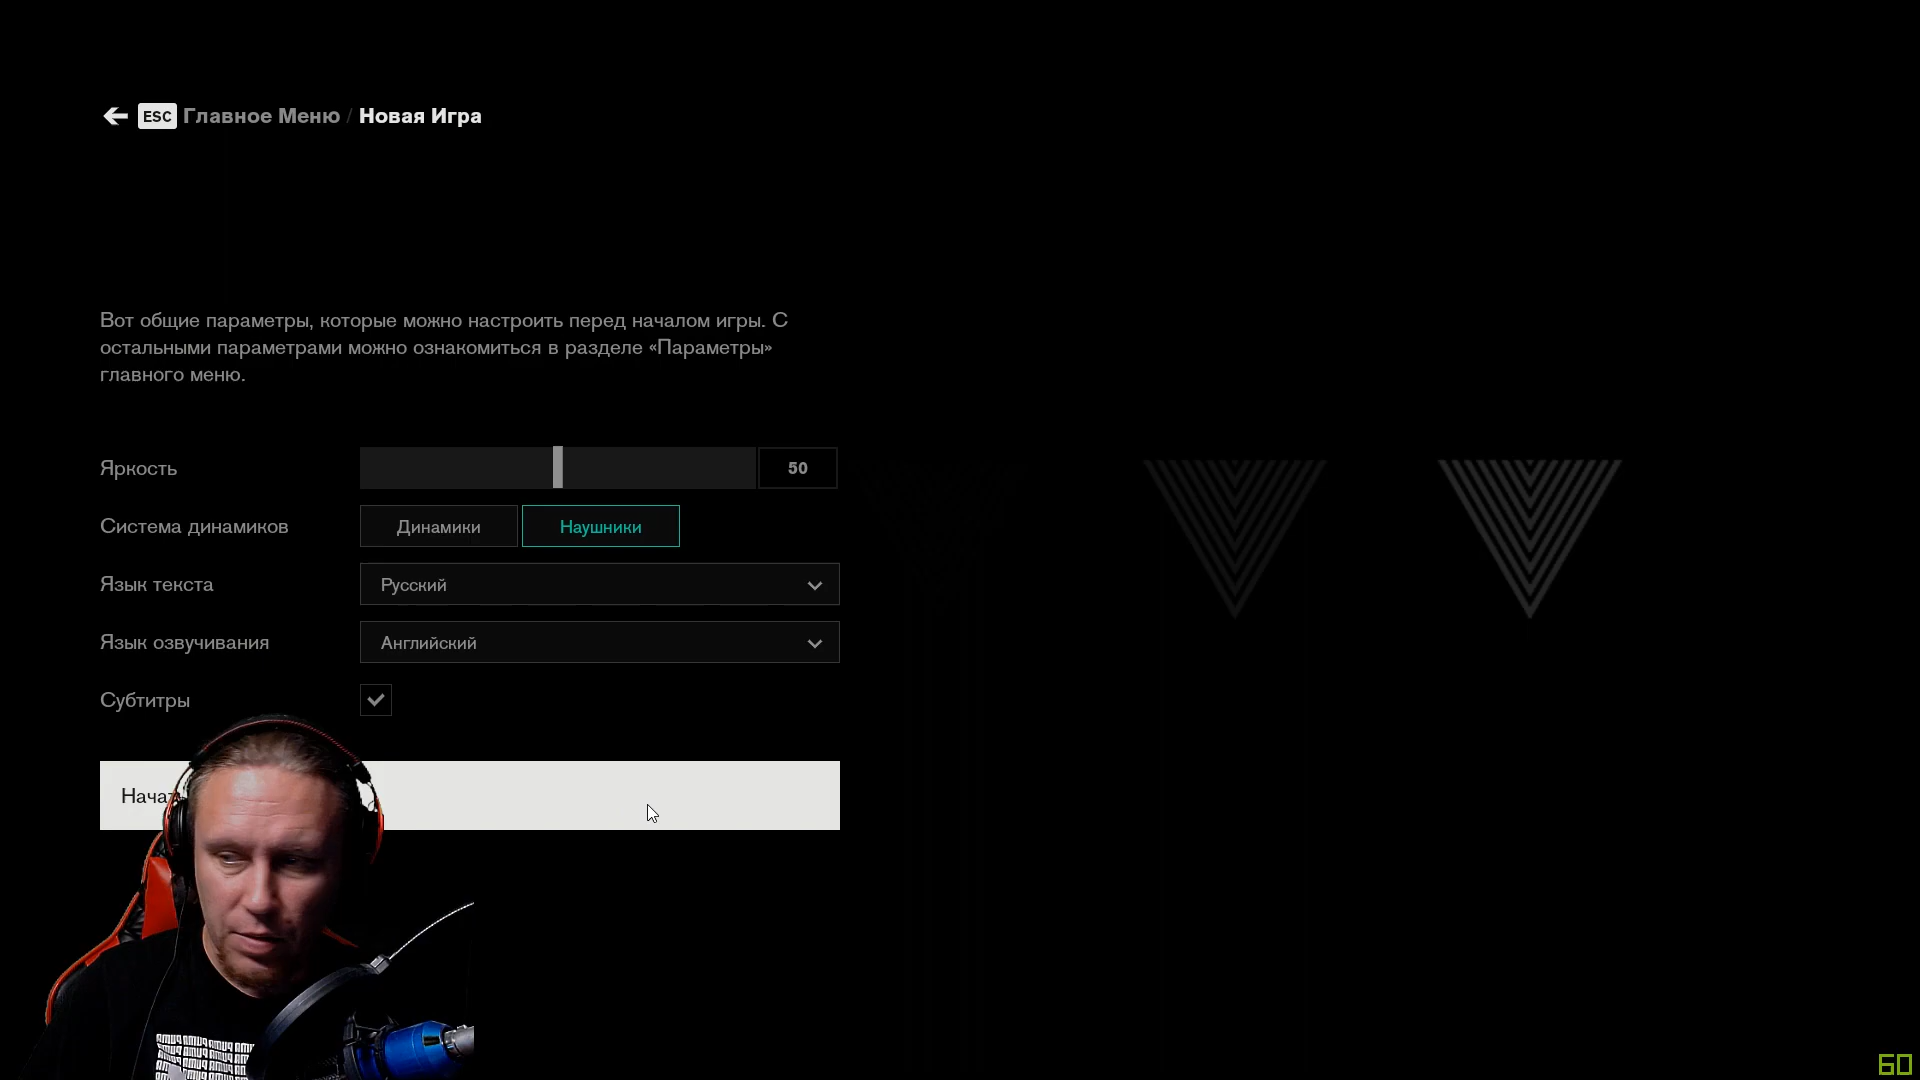 ESC Главное Меню / Новая Игра
Вот общие параметры, которые можно настроить перед началом игры. С
остальными параметрами можно ознакомиться в разделе «Параметры»
главного меню.
Яркость 50
Система динамиков Динамики Наушники
Язык текста Русский
Язык озвучивания Английский
Субтитры
60